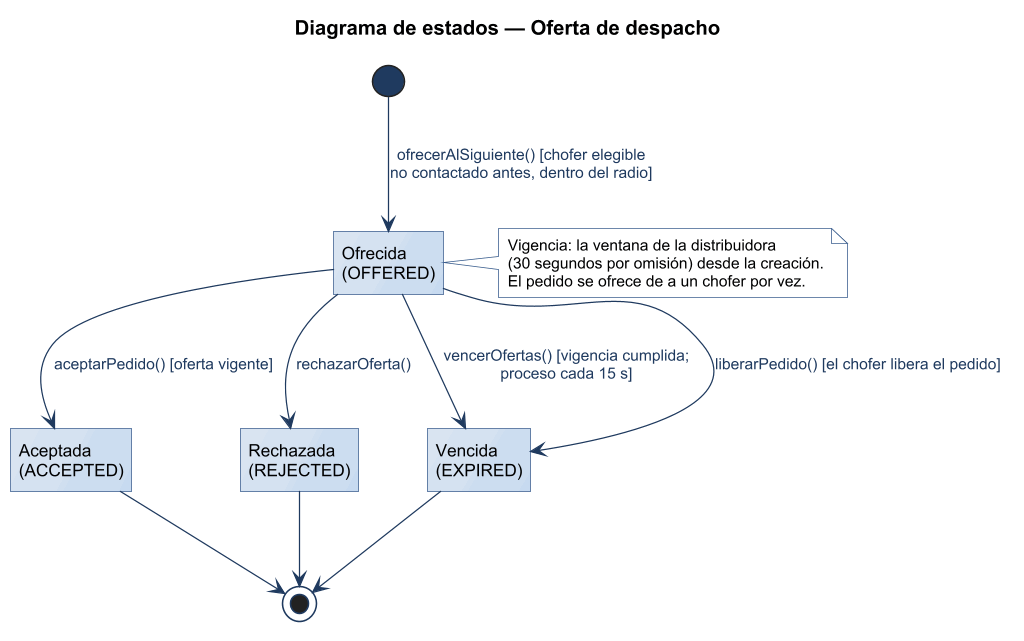 Diagrama de estados — Oferta de despacho
ofrecerAlSiguiente() [chofer elegible
no contactado antes, dentro del radio]
Ofrecida
(OFFERED)
Vigencia: la ventana de la distribuidora
(30 segundos por omisión) desde la creación.
El pedido se ofrece de a un chofer por vez.
aceptarPedido() [oferta vigente]
rechazarOferta()
vencerOfertas() [vigencia cumplida;
proceso cada 15 s]
liberarPedido() [el chofer libera el pedido]
Aceptada
(ACCEPTED)
Rechazada
(REJECTED)
Vencida
(EXPIRED)